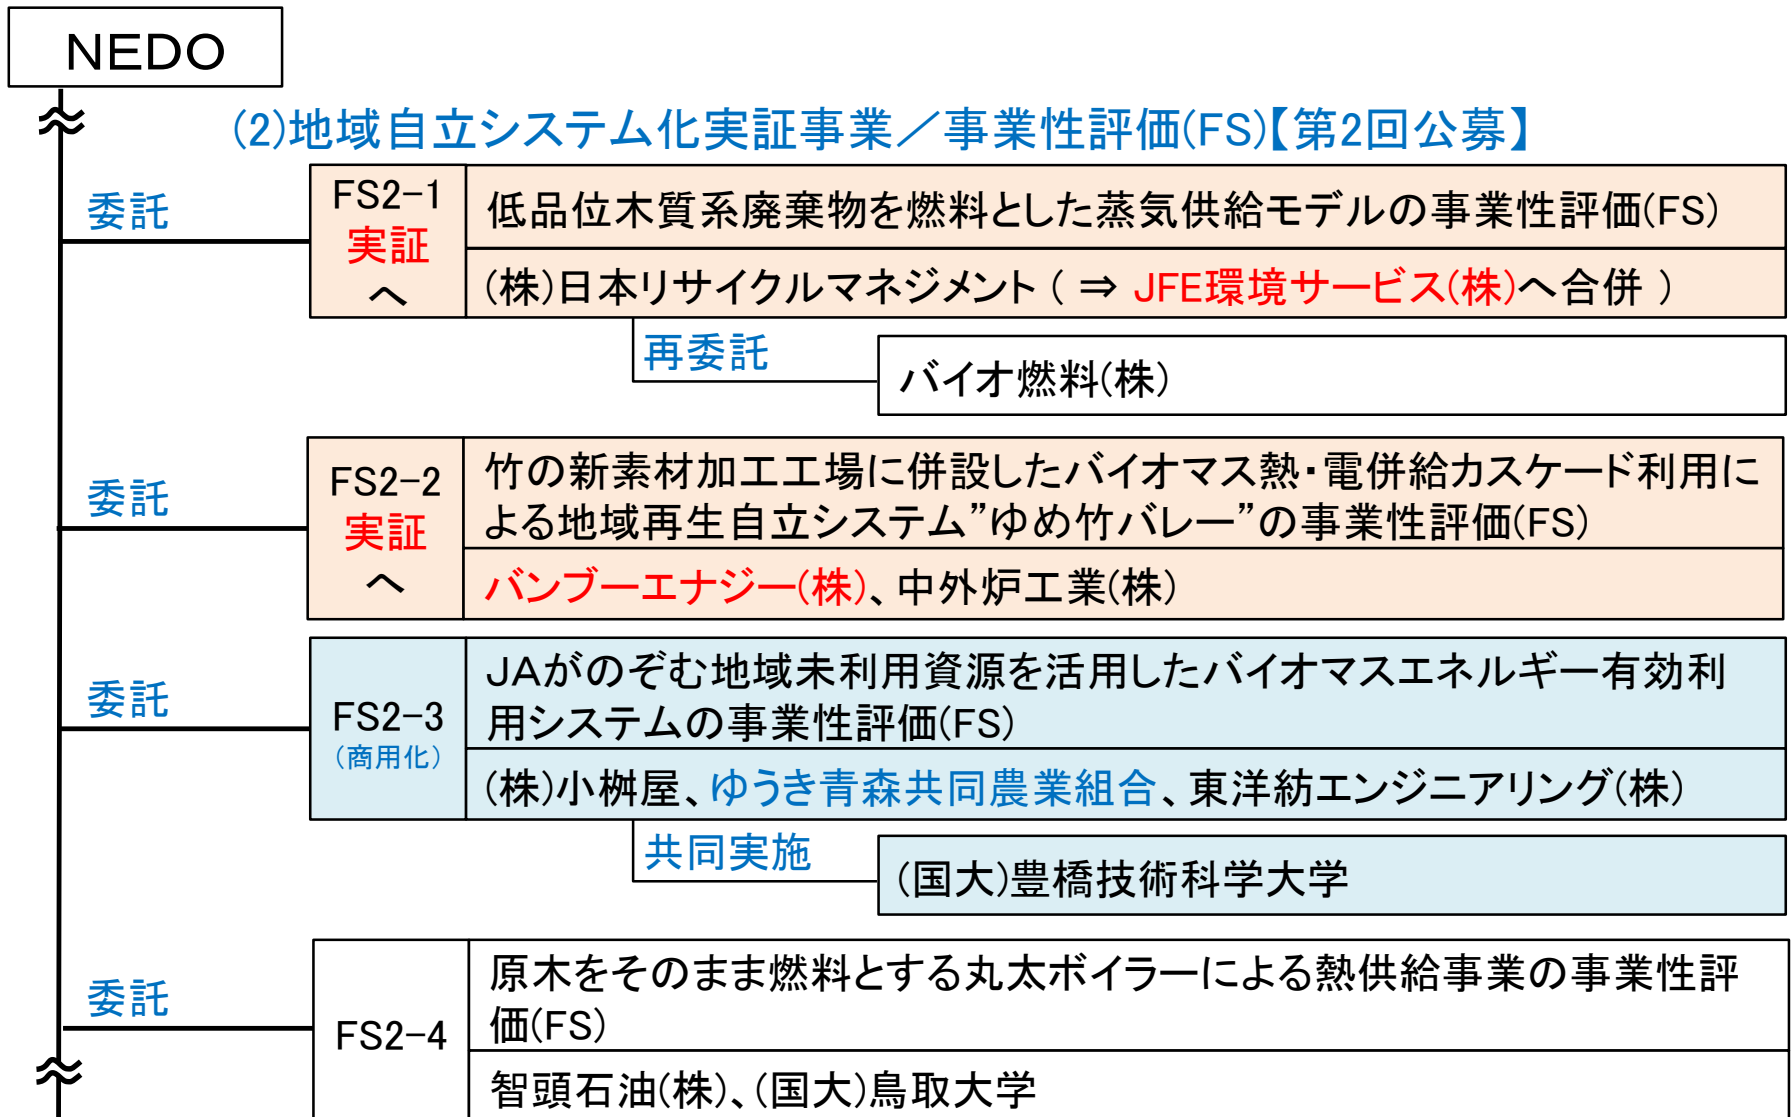 NEDO
(2)地域自立システム化実証事業／事業性評価(FS)【第2回公募】
委託
FS2-1
実証
へ
低品位木質系廃棄物を燃料とした蒸気供給モデルの事業性評価(FS)
(株)日本リサイクルマネジメント ( ⇒ JFE環境サービス(株)へ合併 )
再委託
バイオ燃料(株)
委託
FS2-2
実証
へ
竹の新素材加工工場に併設したバイオマス熱・電併給カスケード利用に
よる地域再生自立システム”ゆめ竹バレー”の事業性評価(FS)
バンブーエナジー(株)、中外炉工業(株)
委託
FS2-3
(商用化)
JAがのぞむ地域未利用資源を活用したバイオマスエネルギー有効利
用システムの事業性評価(FS)
(株)小桝屋、ゆうき青森共同農業組合、東洋紡エンジニアリング(株)
共同実施
(国大)豊橋技術科学大学
委託
FS2-4
原木をそのまま燃料とする丸太ボイラーによる熱供給事業の事業性評
価(FS)
智頭石油(株)、(国大)鳥取大学